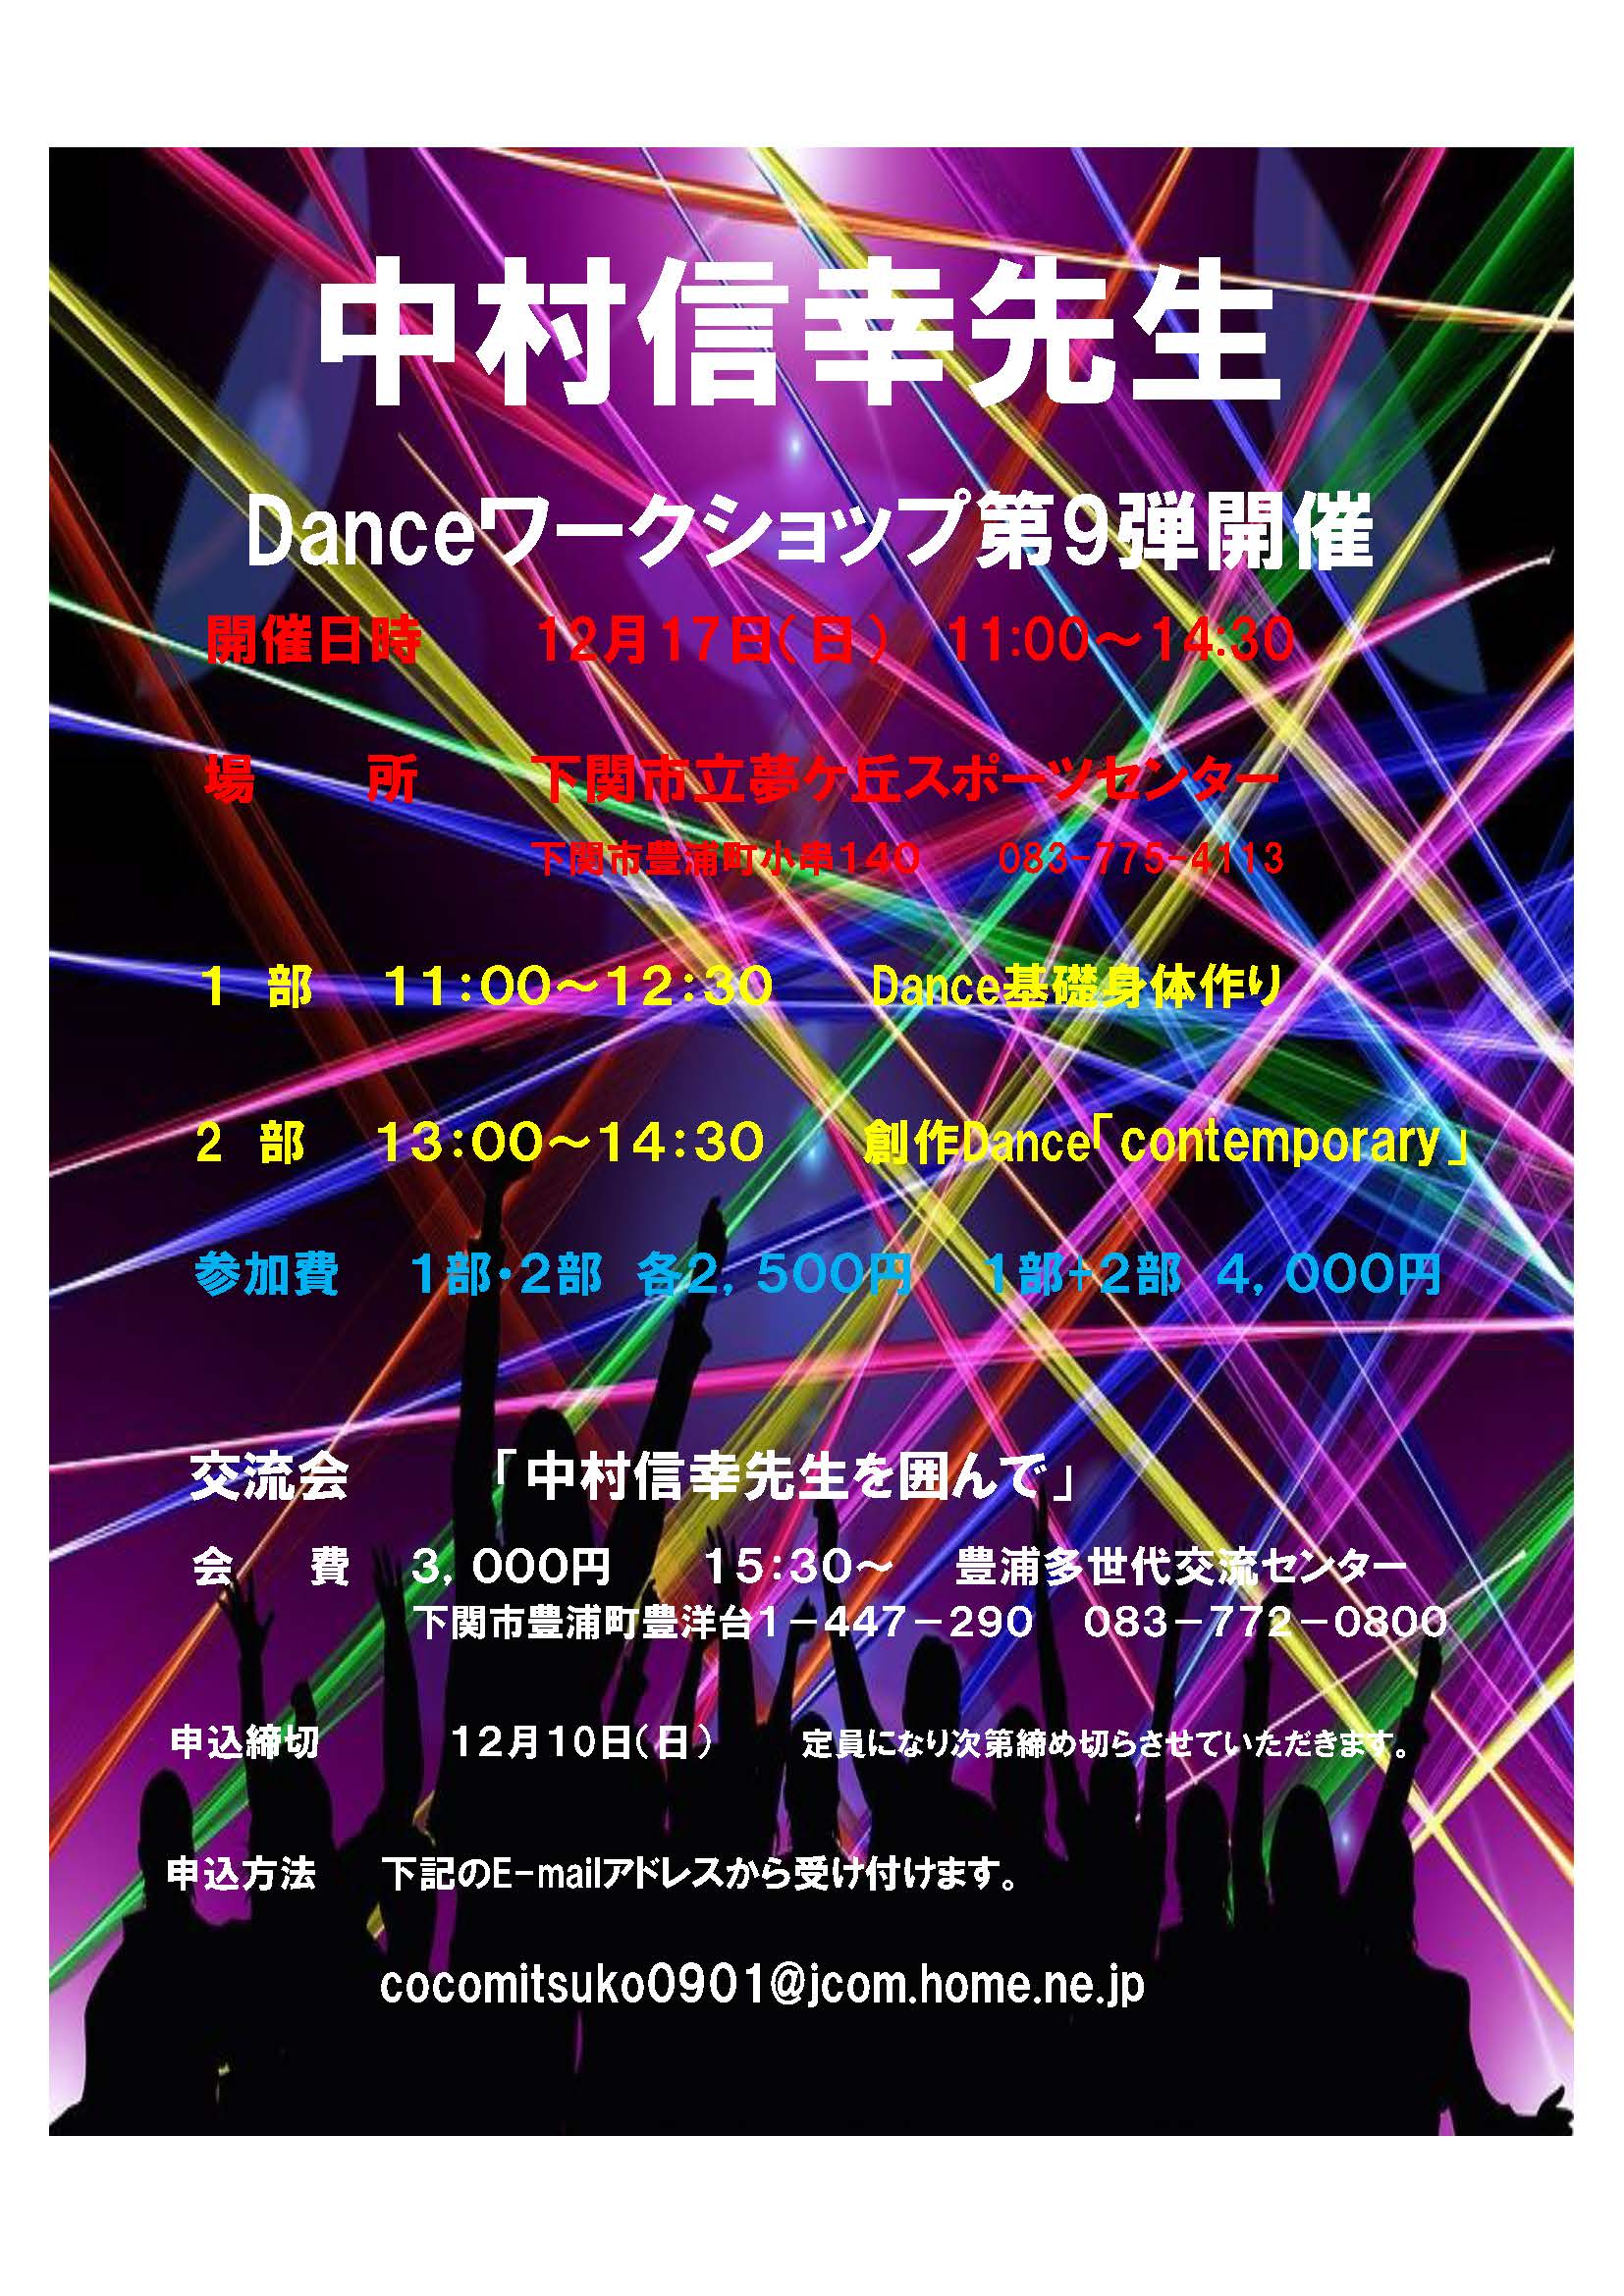 中村信幸先生
Danceワークショップ第9弾開催
開催日時 12月17日(日) 11:00～14:30
場 所 下関市立夢ケ丘スポーツセンター
下関市豊浦町小串140 083-775-4113
1 部 11:00～12:30 Dance基礎身体作り
2 部 13:00～14:30 創作Dance「contemporary」
参加費 1部・2部 各2,500円 1部+2部 4,000円
交流会 「中村信幸先生を囲んで」
会 費 3,000円 15:30～ 豊浦多世代交流センター
下関市豊浦町豊洋台1－447－290 083－772－0800
申込締切 12月10日(日) 定員になり次第締め切らさせていただきます。
申込方法 下記のE-mailアドレスから受け付けます。
cocomitsuko0901@jcom.home.ne.jp